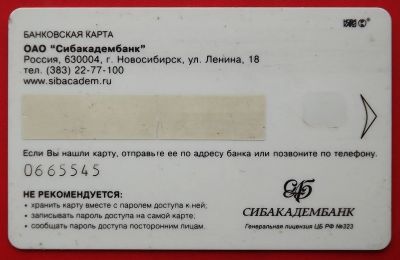 БАНКОВСКАЯ КАРТА
ОАО "Сибакадембанк"
Россия, 630004, г. Новосибирск, ул. Ленина, 18
тел. (383) 22-77-100
www.sibacadem.ru
Если Вы нашли карту, отправьте ее по адресу банка или позвоните по телефону.
0665545
НЕ РЕКОМЕНДУЕТСЯ:
• хранить карту вместе с паролем доступа к ней;
• записывать пароль доступа на самой карте;
• сообщать пароль доступа посторонним лицам.
СИБАКАДЕМБАНК
Генеральная лицензия ЦБ РФ №323